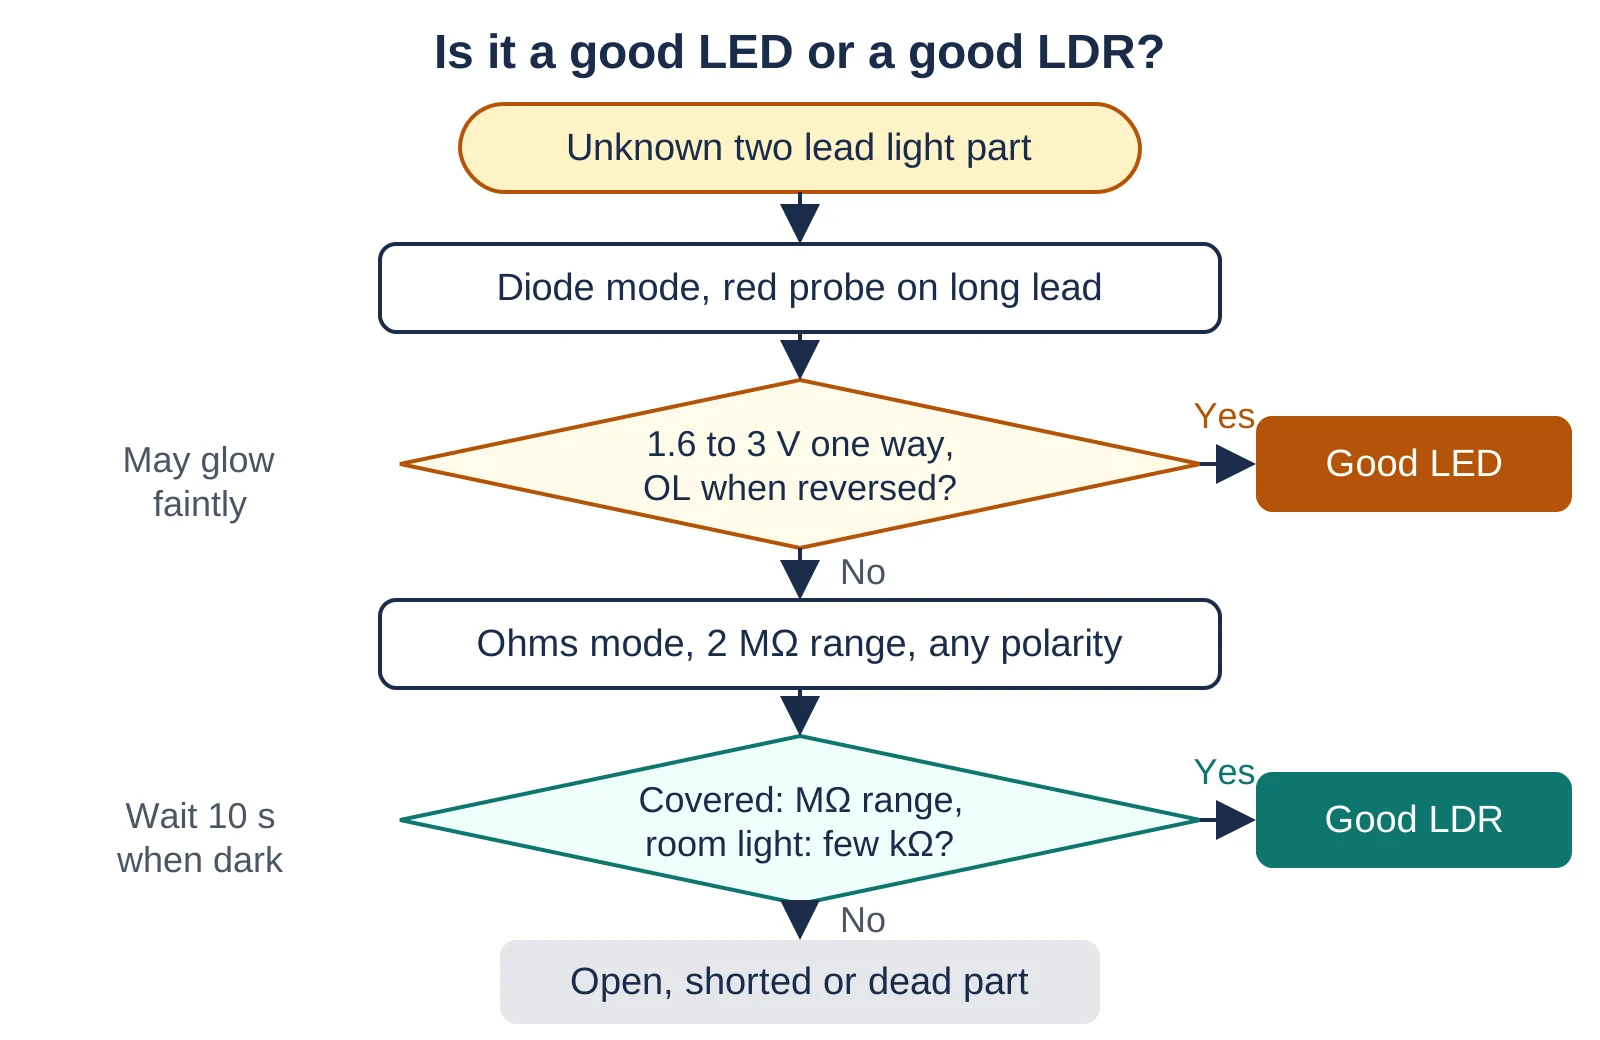 Is it a good LED or a good LDR?
Unknown two lead light part
Diode mode, red probe on long lead
May glow
faintly
1.6 to 3 V one way,
OL when reversed?
Yes
Good LED
No
Ohms mode, 2 MΩ range, any polarity
Wait 10 s
when dark
Covered: MΩ range,
room light: few kΩ?
Yes
Good LDR
No
Open, shorted or dead part